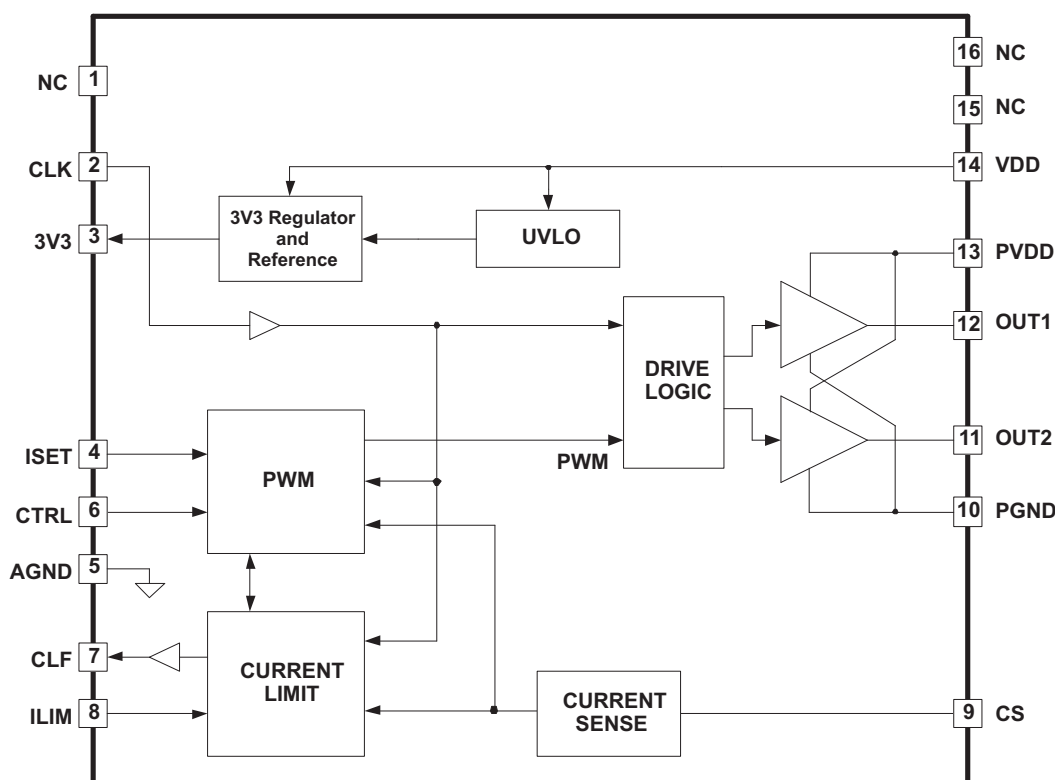 NC 1
16 NC
15 NC
CLK 2
14 VDD
3V3 3
3V3 Regulator
and
Reference
UVLO
13 PVDD
12 OUT1
DRIVE
LOGIC
ISET 4
PWM
PWM
11 OUT2
CTRL 6
10 PGND
AGND 5
CLF 7
CURRENT
LIMIT
ILIM 8
CURRENT
SENSE
9 CS